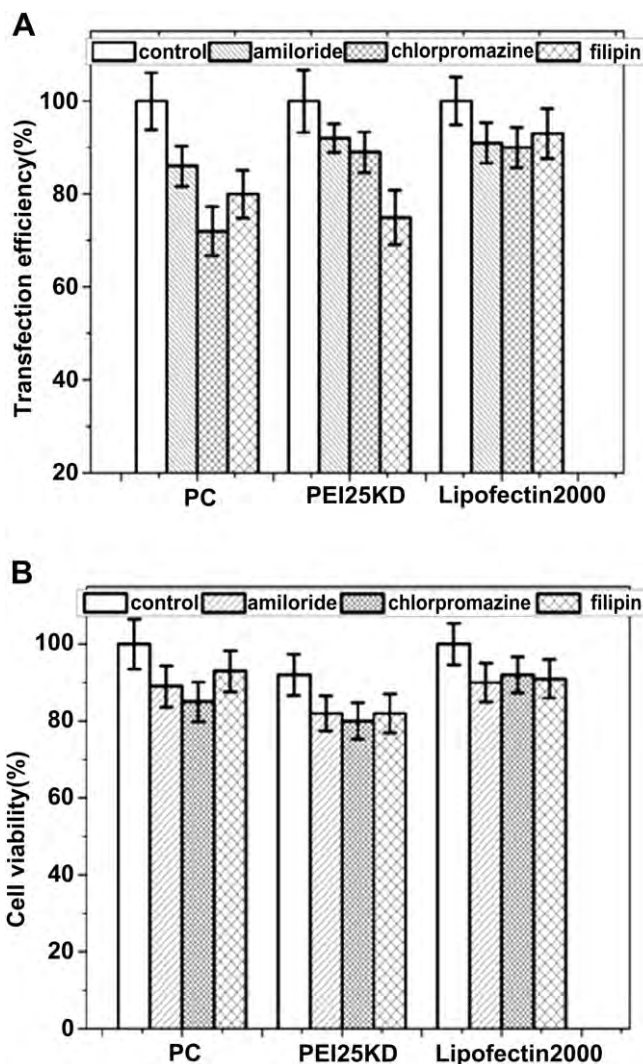 A
control amiloride chlorpromazine filipin
Transfection efficiency(%)
100
80
60
40
20
PC PEI25KD Lipofectin2000
B
control amiloride chlorpromazine filipin
Cell viability(%)
100
80
60
40
20
0
PC PEI25KD Lipofectin2000